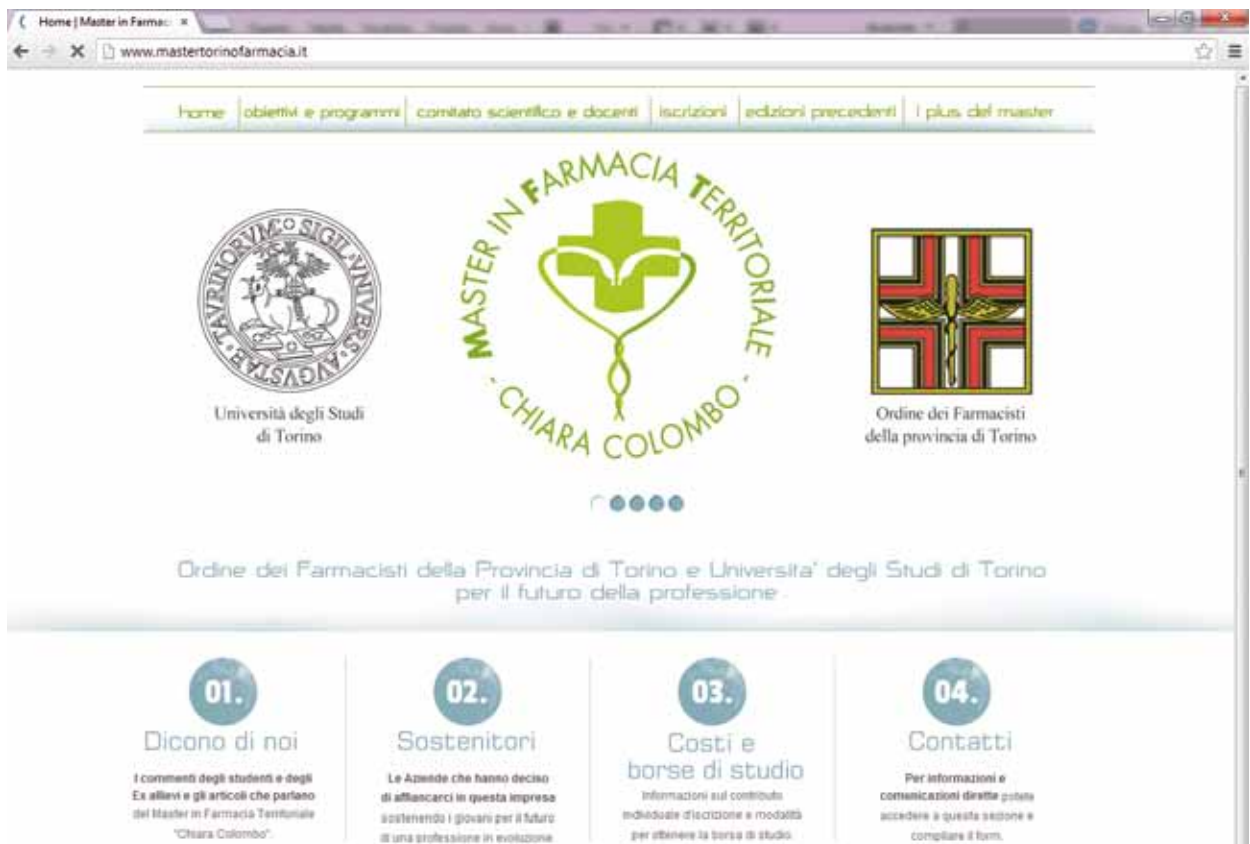 Home | Master in Farmac
www.mastertorinofarmacia.it
home
obiettivi e programmi
comitato scientifico e docenti
iscrizioni
edizioni precedenti
i plus del master
SIGIL·VNIVERS·AVGVSTAE·TAVRINORVM
ATSAVDV
Università degli Studi
di Torino
MASTER IN FARMACIA TERRITORIALE
- CHIARA COLOMBO -
Ordine dei Farmacisti
della provincia di Torino
Ordine dei Farmacisti della Provincia di Torino e Universita' degli Studi di Torino
per il futuro della professione
01.
Dicono di noi
I commenti degli studenti e degli
Ex allievi e gli articoli che parlano
del Master in Farmacia Territoriale
"Chiara Colombo".
02.
Sostenitori
Le Aziende che hanno deciso
di affiancarci in questa impresa
sostenendo i giovani per il futuro
di una professione in evoluzione
03.
Costi e
borse di studio
Informazioni sul contributo
individuale d'iscrizione e modalità
per ottenere la borsa di studio.
04.
Contatti
Per informazioni e
comunicazioni dirette potete
accedere a questa sezione e
compilare il form.